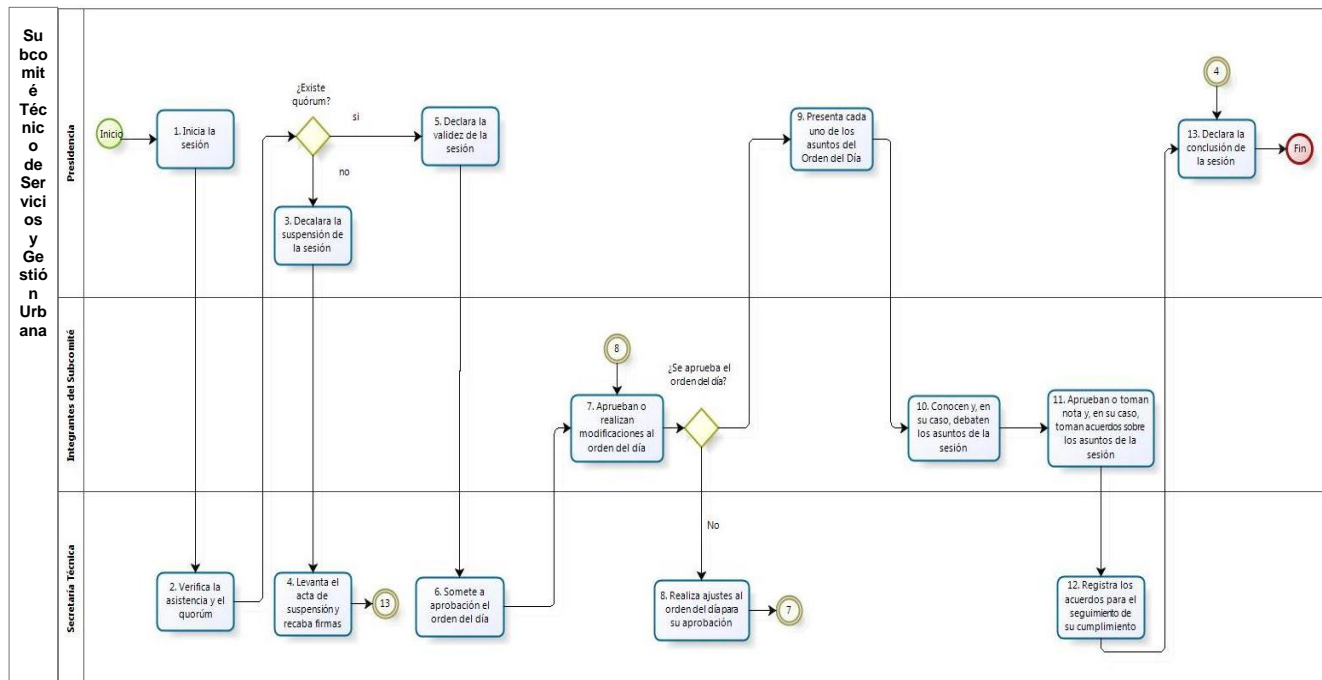 Su
bco
mit
é
Téc
nic
o
de
Ser
vici
os
y
Ge
stió
n
Urb
ana
Presidencia
Inicio
1. Inicia la
sesión
¿Existe
quórum?
si
no
3. Decalara la
suspensión de
la sesión
5. Declara la
validez de la
sesión
9. Presenta cada
uno de los
asuntos del
Orden del Día
4
13. Declara la
conclusión de
la sesión
Fin
Integrantes del Subcomité
8
7. Aprueban o
realizan
modificaciones al
orden del día
¿Se aprueba el
orden del día?
No
10. Conocen y, en
su caso, debaten
los asuntos de la
sesión
11. Aprueban o toman
nota y, en su caso,
toman acuerdos sobre
los asuntos de la
sesión
Secretaría Técnica
2. Verifica la
asistencia y el
quorúm
4. Levanta el
acta de
suspensión y
recaba firmas
13
6. Somete a
aprobación el
orden del día
8. Realiza ajustes al
orden del día para
su aprobación
7
12. Registra los
acuerdos para el
seguimiento de
su cumplimiento